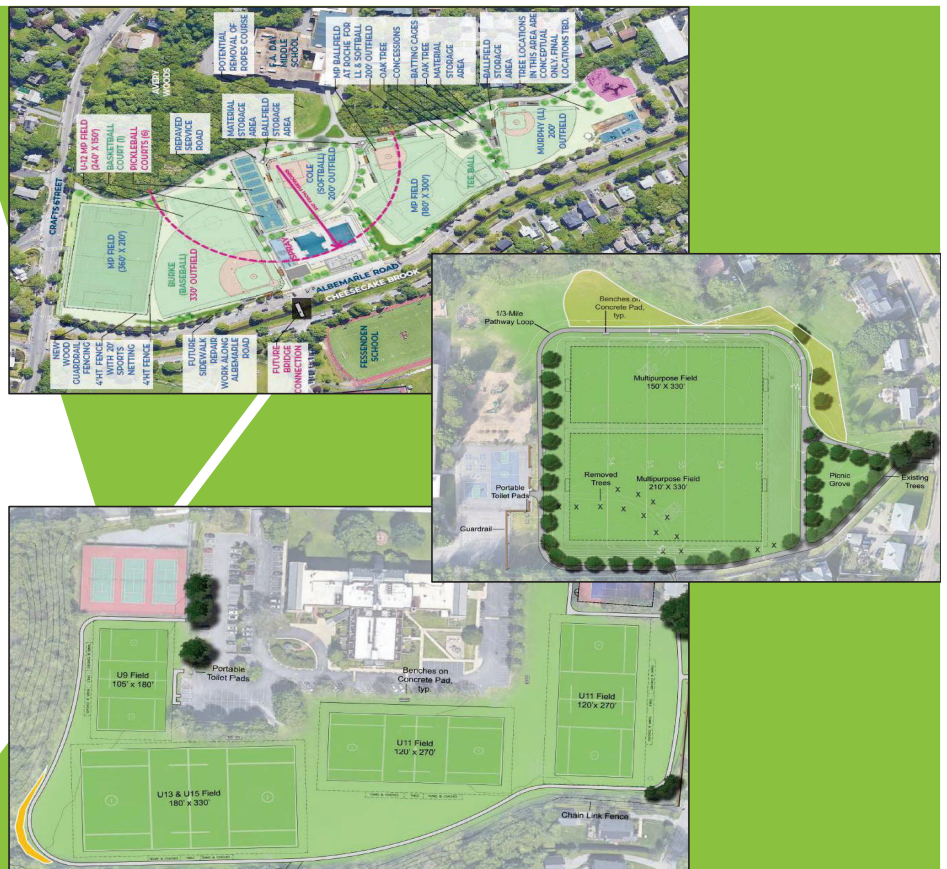 POTENTIAL
REMOVAL OF
ROPES COURSE
F.A. DAY
MIDDLE
SCHOOL
MP BALLFIELD
AT ROCHE FOR
LL & SOFTBALL
200' OUTFIELD
OAK TREE
CONCESSIONS
BATTING CAGES
OAK TREE
MATERIAL
STORAGE
AREA
BALLFIELD
STORAGE
AREA
TREE LOCATIONS
IN THIS AREA ARE
CONCEPTUAL
ONLY. FINAL
LOCATIONS TBD.
AVERY
WOODS
U-12 MP FIELD
(240' X 150')
BASKETBALL
COURT (1)
PICKLEBALL
COURTS (6)
REPAVED
SERVICE
ROAD
MATERIAL
STORAGE
AREA
BALLFIELD
STORAGE
AREA
CRAFTS STREET
MP FIELD
(360' X 210')
BURKE
(BASEBALL)
330' OUTFIELD
COLE
(SOFTBALL)
200' OUTFIELD
SPRAY
MP FIELD
(180' X 300')
TEE BALL
MURPHY (LL)
200'
OUTFIELD
ALBEMARLE ROAD
CHEESECAKE BROOK
NEW
WOOD
GUARDRAIL
FENCING
4'HT FENCE
WITH 20'
SPORTS
NETTING
4'HT FENCE
FUTURE
SIDEWALK
REPAIR
WORK ALONG
ALBEMARLE
ROAD
FUTURE
BRIDGE
CONNECTION
FESSENDEN
SCHOOL
1/3-Mile
Pathway Loop
Benches on
Concrete Pad,
typ.
Multipurpose Field
150' X 330'
Removed
Trees
Multipurpose Field
210' X 330'
Portable
Toilet Pads
Guardrail
Picnic
Grove
Existing
Trees
U9 Field
105' x 180'
Portable
Toilet Pads
Benches on
Concrete Pad,
typ.
U11 Field
120'x 270'
U11 Field
120' x 270'
U13 & U15 Field
180' x 330'
Chain Link Fence